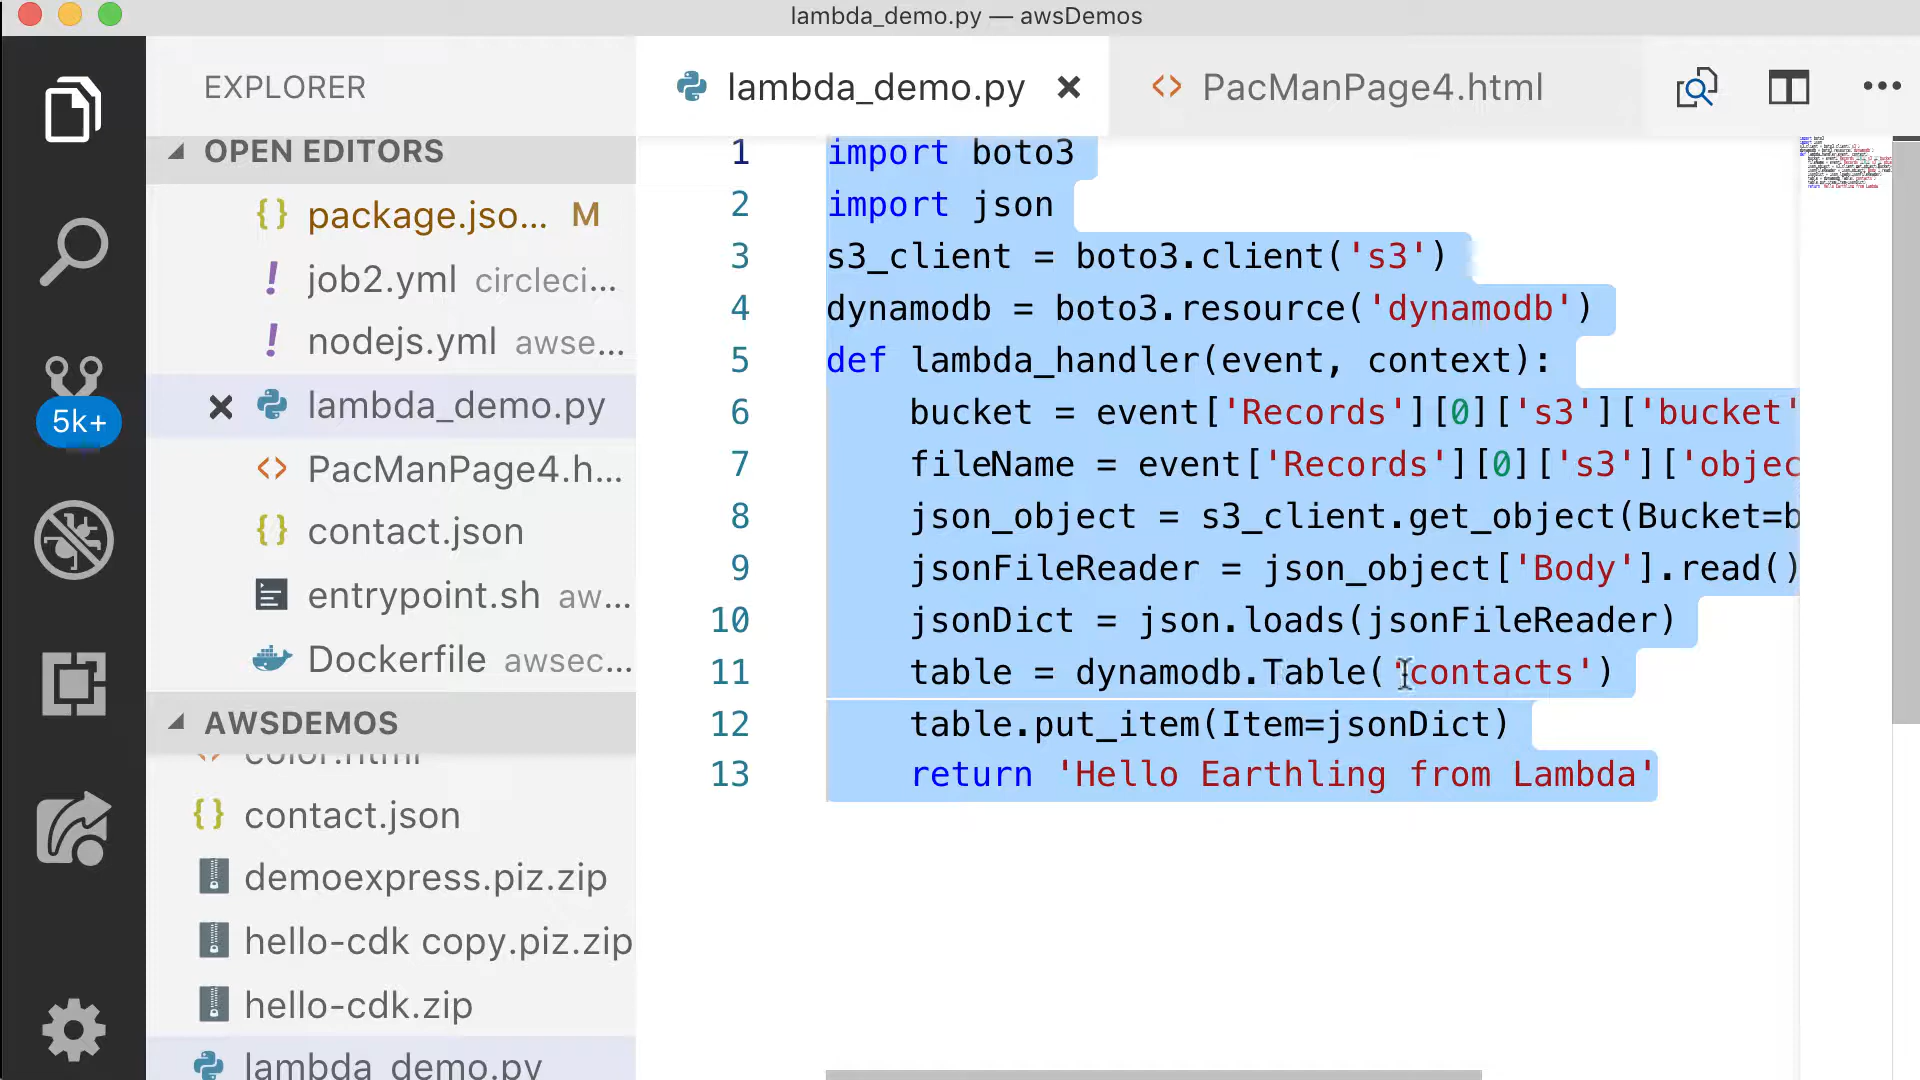 lambda_demo.py — awsDemos
EXPLORER
OPEN EDITORS
package.jso... M
job2.yml circleci...
nodejs.yml awse...
lambda_demo.py
PacManPage4.h...
contact.json
entrypoint.sh aw...
Dockerfile awsec...
AWSDEMOS
color.html
contact.json
demoexpress.piz.zip
hello-cdk copy.piz.zip
hello-cdk.zip
lambda_demo.py
5k+
lambda_demo.py
PacManPage4.html
1 import boto3
2 import json
3 s3_client = boto3.client('s3')
4 dynamodb = boto3.resource('dynamodb')
5 def lambda_handler(event, context):
6 bucket = event['Records'][0]['s3']['bucket'
7 fileName = event['Records'][0]['s3']['objec
8 json_object = s3_client.get_object(Bucket=b
9 jsonFileReader = json_object['Body'].read()
10 jsonDict = json.loads(jsonFileReader)
11 table = dynamodb.Table('contacts')
12 table.put_item(Item=jsonDict)
13 return 'Hello Earthling from Lambda'